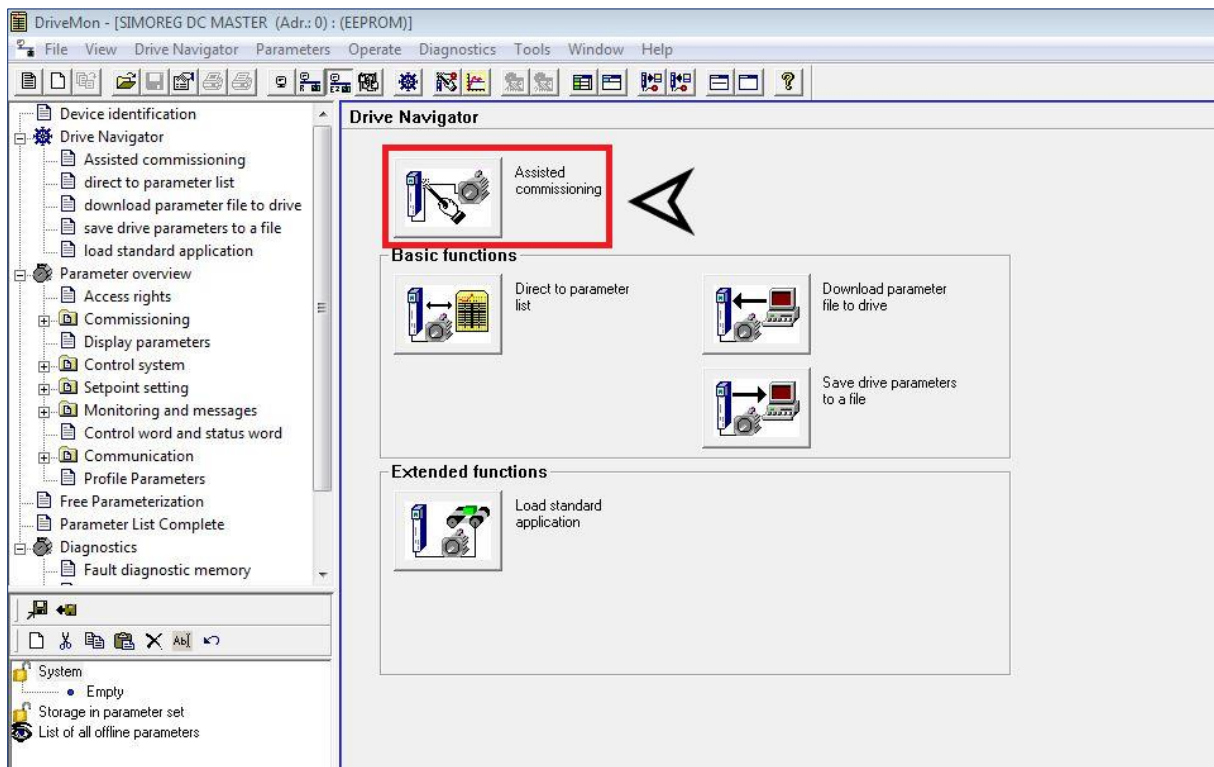 DriveMon - [SIMOREG DC MASTER (Adr.: 0) : (EEPROM)]
File View Drive Navigator Parameters Operate Diagnostics Tools Window Help
Device identification
Drive Navigator
Assisted commissioning
direct to parameter list
download parameter file to drive
save drive parameters to a file
load standard application
Parameter overview
Access rights
Commissioning
Display parameters
Control system
Setpoint setting
Monitoring and messages
Control word and status word
Communication
Profile Parameters
Free Parameterization
Parameter List Complete
Diagnostics
Fault diagnostic memory
System
Empty
Storage in parameter set
List of all offline parameters
Drive Navigator
Assisted
commissioning
Basic functions
Direct to parameter
list
Download parameter
file to drive
Save drive parameters
to a file
Extended functions
Load standard
application